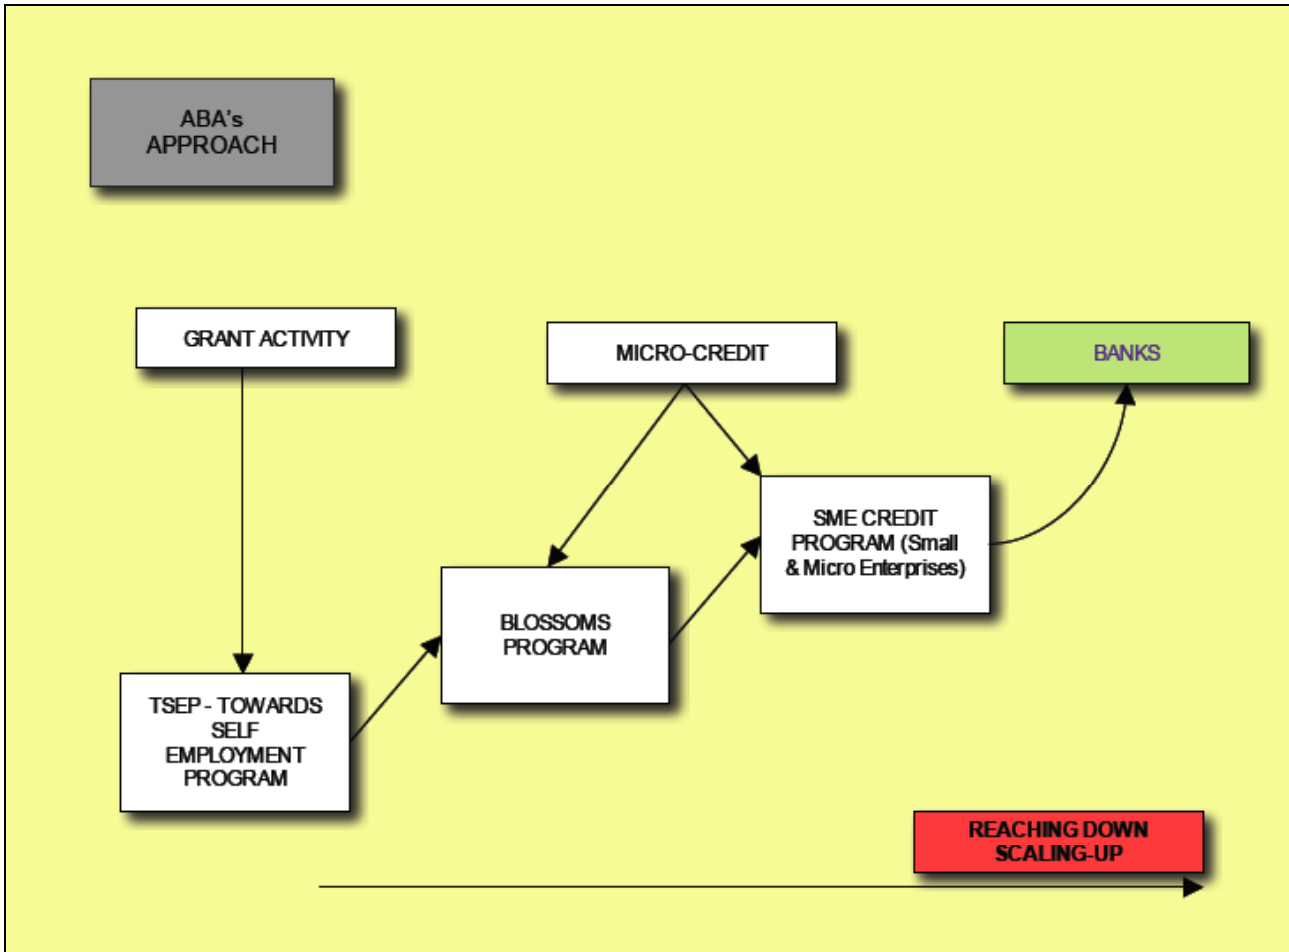 ABA's
APPROACH
GRANT ACTIVITY
MICRO-CREDIT
BANKS
SME CREDIT
PROGRAM (Small
& Micro Enterprises)
BLOSSOMS
PROGRAM
TSEP - TOWARDS
SELF
EMPLOYMENT
PROGRAM
REACHING DOWN
SCALING-UP